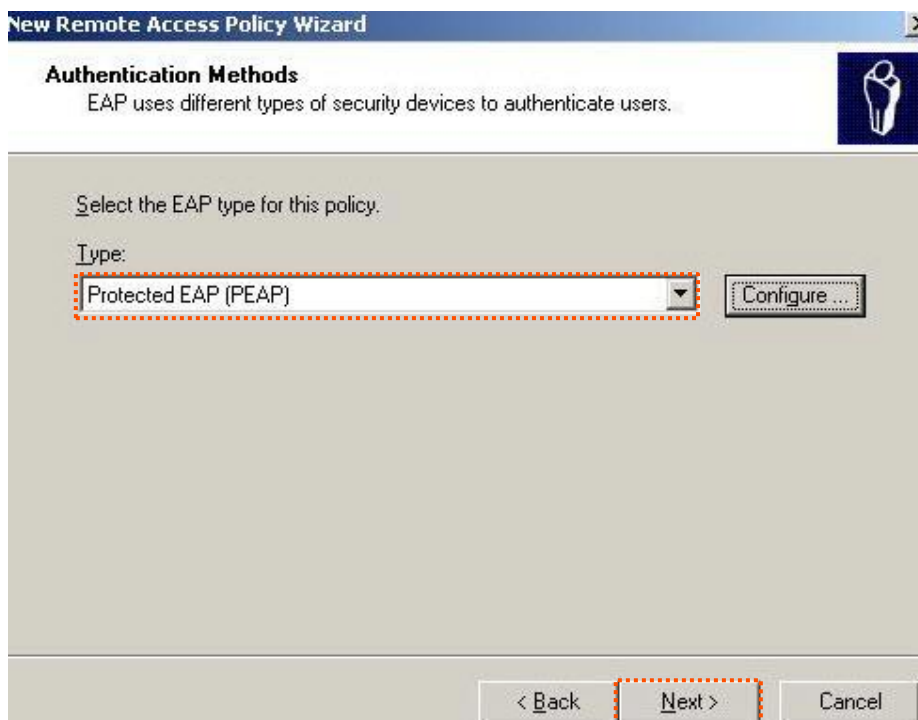 New Remote Access Policy Wizard
Authentication Methods
EAP uses different types of security devices to authenticate users.
Select the EAP type for this policy.
Type:
Protected EAP (PEAP)
Configure ...
< Back
Next >
Cancel